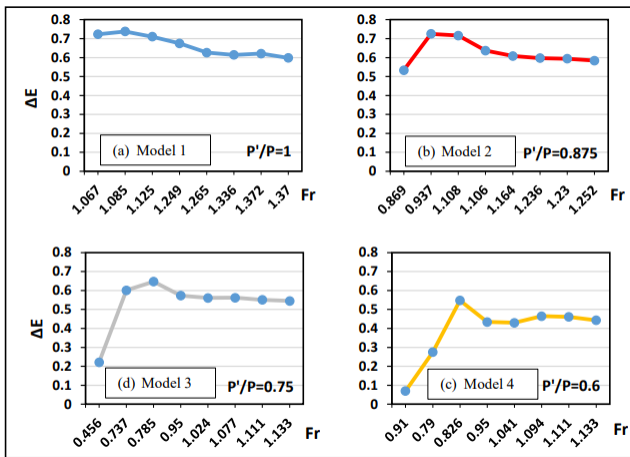 0.8
0.7
0.6
0.5
0.4
0.3
0.2
0.1
0
ΔE
(a) Model 1
P'/P=1
1.067 1.085 1.125 1.249 1.265 1.336 1.372 1.37
Fr
0.8
0.7
0.6
0.5
0.4
0.3
0.2
0.1
0
(b) Model 2
P'/P=0.875
0.869 0.937 1.108 1.106 1.164 1.236 1.23 1.252
Fr
0.8
0.7
0.6
0.5
0.4
0.3
0.2
0.1
0
ΔE
(d) Model 3
P'/P=0.75
0.456 0.737 0.785 0.95 1.024 1.077 1.111 1.133
Fr
0.8
0.7
0.6
0.5
0.4
0.3
0.2
0.1
0
(c) Model 4
P'/P=0.6
0.91 0.79 0.826 0.95 1.041 1.094 1.111 1.133
Fr